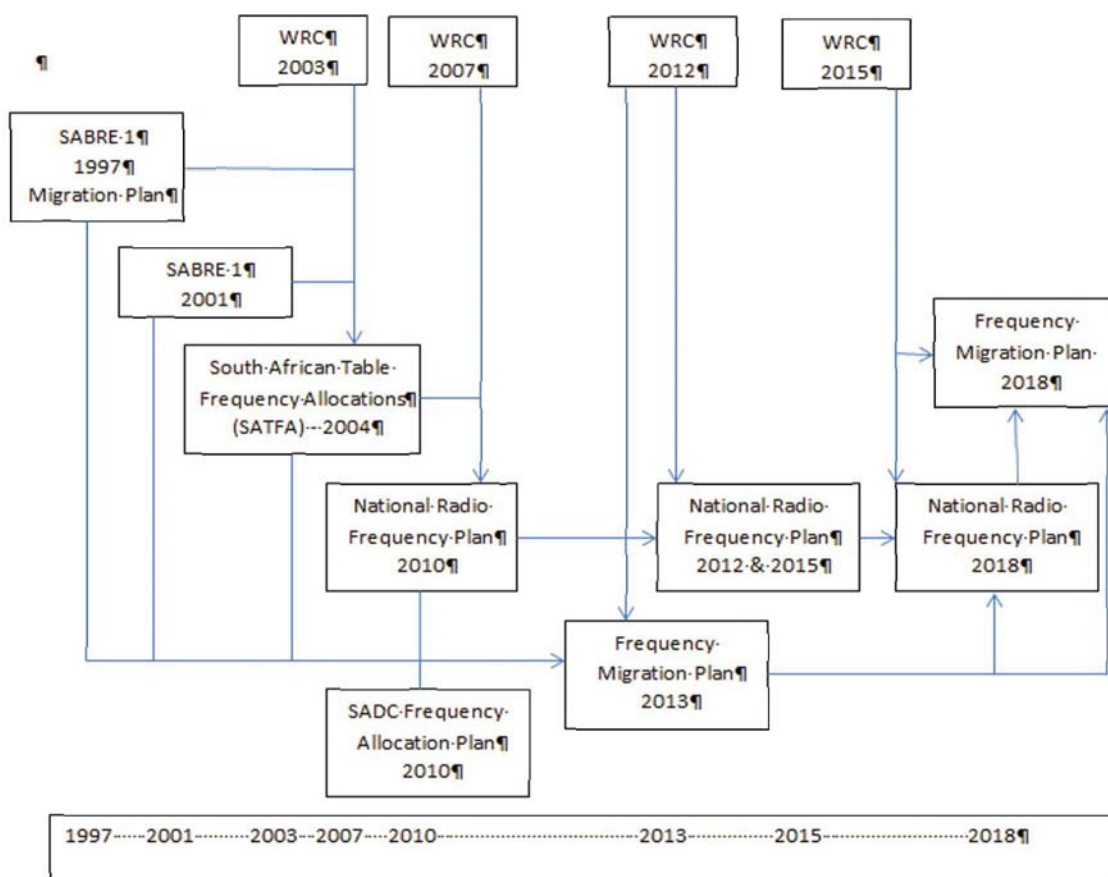 ¶
WRC¶
2003¶
WRC¶
2007¶
WRC¶
2012¶
WRC¶
2015¶
SABRE·1¶
1997¶
Migration·Plan¶
SABRE·1¶
2001¶
South·African·Table·
Frequency·Allocations¶
(SATFA)·-·2004¶
Frequency·
Migration·Plan¶
2018¶
National·Radio·
Frequency·Plan¶
2010¶
National·Radio·
Frequency·Plan¶
2012·&·2015¶
National·Radio·
Frequency·Plan¶
2018¶
Frequency·
Migration·Plan¶
2013¶
SADC·Frequency·
Allocation·Plan¶
2010¶
1997-----2001---------2003---2007----2010-------------------------------2013--------------2015----------------------2018¶